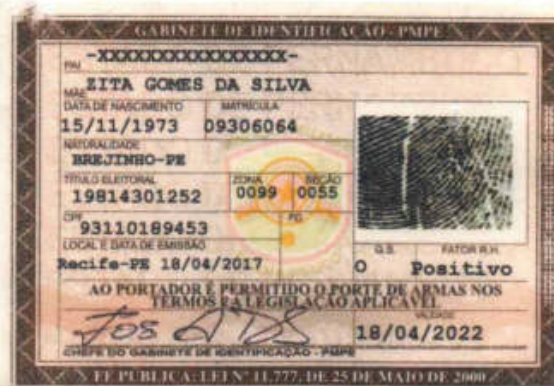 GABINETE DE IDENTIFICAÇÃO - PMPE
PAI -XXXXXXXXXXXXXXXX-
MÃE ZITA GOMES DA SILVA
DATA DE NASCIMENTO MATRÍCULA
15/11/1973 09306064
NATURALIDADE
BREJINHO-PE
TÍTULO ELEITORAL ZONA SEÇÃO
19814301252 0099 0055
CPF PG
93110189453
LOCAL E DATA DE EMISSÃO G.S. FATOR R.H.
Recife-PE 18/04/2017 O Positivo
AO PORTADOR É PERMITIDO O PORTE DE ARMAS NOS
TERMOS DA LEGISLAÇÃO APLICÁVEL
VALIDADE
18/04/2022
CHEFE DO GABINETE DE IDENTIFICAÇÃO - PMPE
FÉ PÚBLICA: LEI Nº 11.777, DE 25 DE MAIO DE 2000